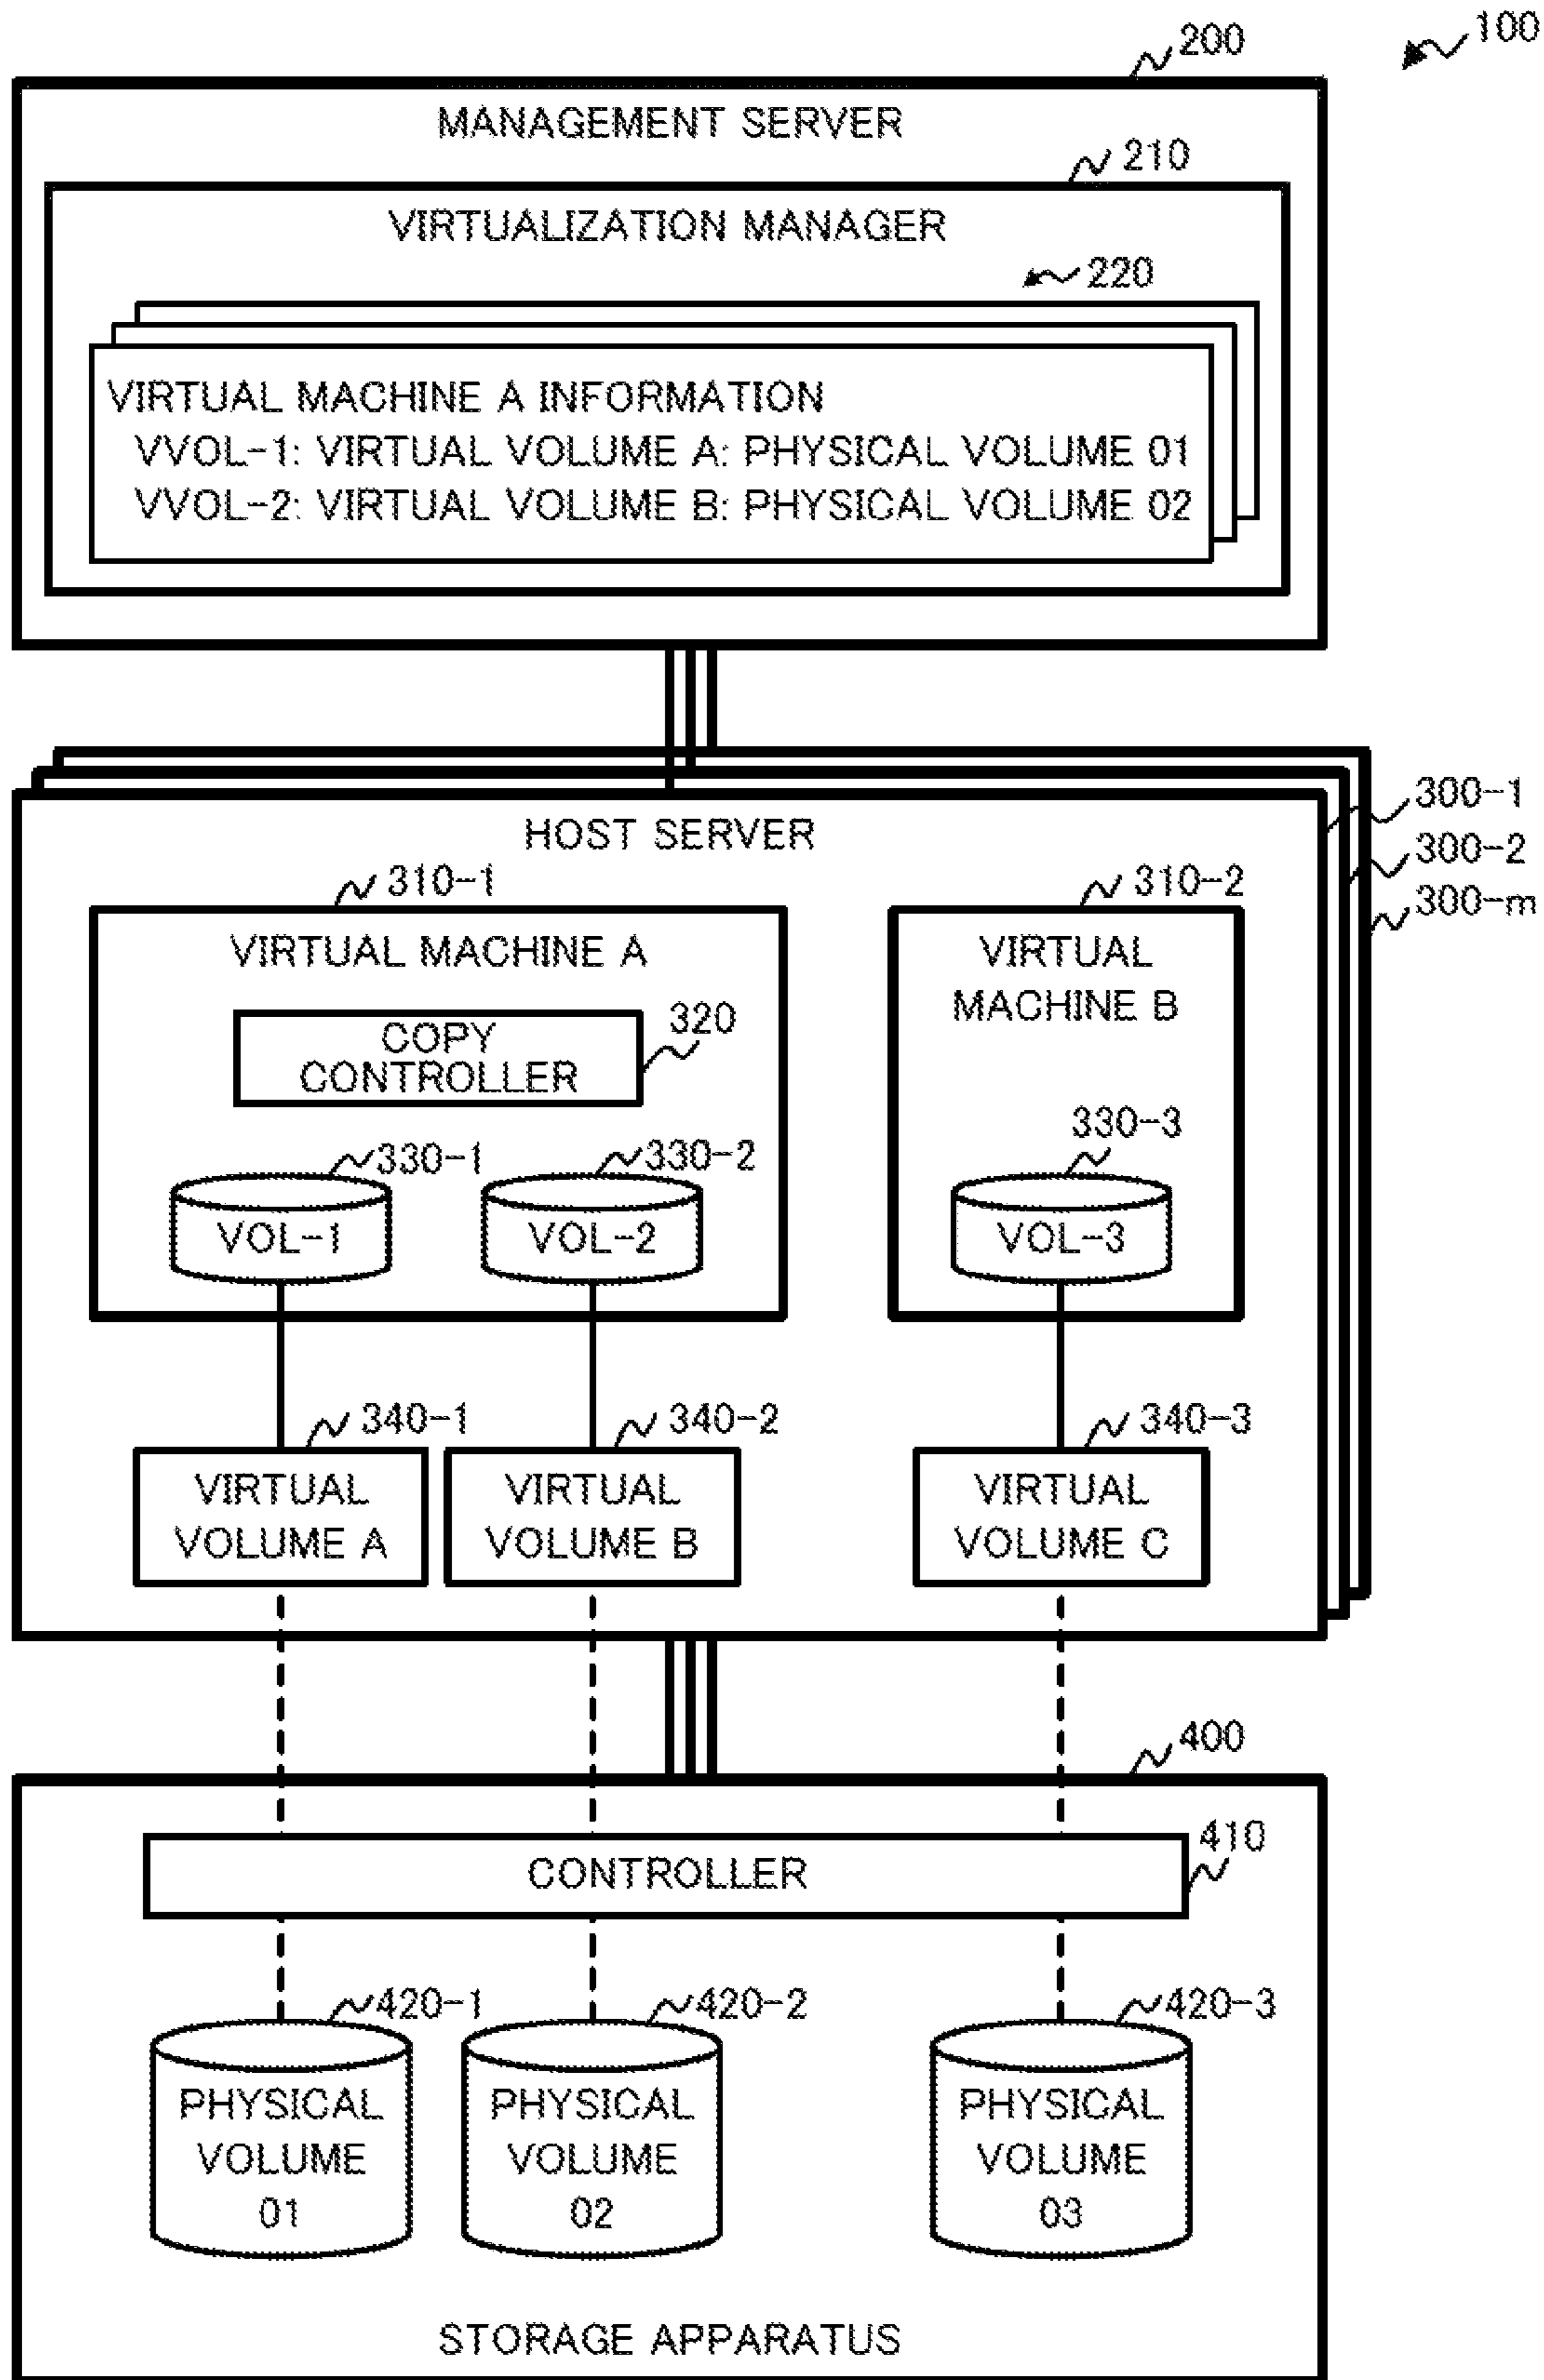 100
200
MANAGEMENT SERVER
210
VIRTUALIZATION MANAGER
220
VIRTUAL MACHINE A INFORMATION
VVOL-1: VIRTUAL VOLUME A: PHYSICAL VOLUME 01
VVOL-2: VIRTUAL VOLUME B: PHYSICAL VOLUME 02
300-1
HOST SERVER
300-2
300-m
310-1
310-2
VIRTUAL MACHINE A
VIRTUAL
MACHINE B
COPY
CONTROLLER
320
330-1
330-2
330-3
VOL-1
VOL-2
VOL-3
340-1
340-2
340-3
VIRTUAL
VOLUME A
VIRTUAL
VOLUME B
VIRTUAL
VOLUME C
400
410
CONTROLLER
420-1
420-2
420-3
PHYSICAL
VOLUME
01
PHYSICAL
VOLUME
02
PHYSICAL
VOLUME
03
STORAGE APPARATUS